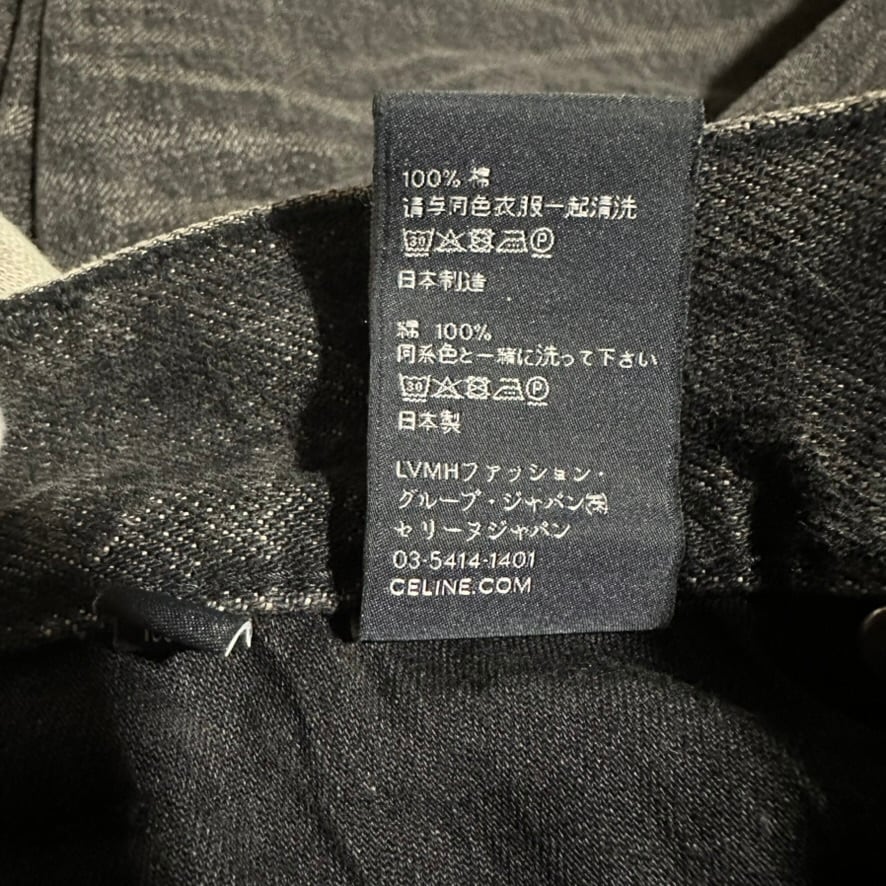 100% 棉
请与同色衣服一起清洗
30 P
日本制造
綿 100%
同系色と一緒に洗って下さい
30 P
日本製
LVMHファッション・
グループ・ジャパン㈱
セリーヌジャパン
03-5414-1401
CELINE.COM